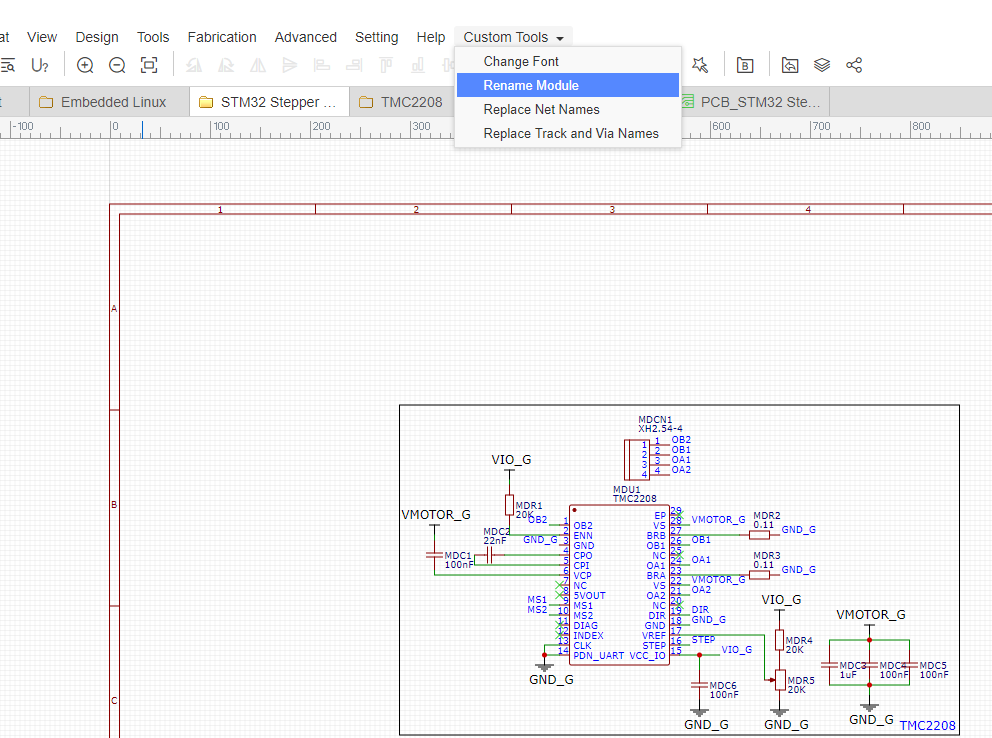 at View Design Tools Fabrication Advanced Setting Help Custom Tools
U?
B
Change Font
Rename Module
Replace Net Names
Replace Track and Via Names
t Embedded Linux STM32 Stepper ... TMC2208 PCB_STM32 Ste...
-100 0 100 200 300 600 700 800
1 2 3 4
A
B
C
MDCN1
XH2.54-4
1 1 OB2
2 2 OB1
3 3 OA1
4 4 OA2
VIO_G
MDR1
20K
VMOTOR_G
MDC1
100nF
MDC2
22nF
GND_G
OB2
MDU1
TMC2208
1 OB2
2 ENN
3 GND
4 CPO
5 CPI
6 VCP
7 NC
8 5VOUT
MS1 9 MS1
MS2 10 MS2
11 DIAG
12 INDEX
13 CLK
14 PDN_UART
GND_G
EP 29
VS 28 VMOTOR_G
BRB 27
OB1 26 OB1
NC 25
OA1 24 OA1
BRA 23
VS 22 VMOTOR_G
OA2 21 OA2
NC 20
DIR 19 DIR
GND 18 GND_G
VREF 17
STEP 16 STEP
VCC_IO 15 VIO_G
MDR2
0.11
GND_G
MDR3
0.11
GND_G
VIO_G
MDR4
20K
MDR5
20K
GND_G
MDC6
100nF
GND_G
VMOTOR_G
MDC3
1uF
MDC4
100nF
MDC5
100nF
GND_G
TMC2208